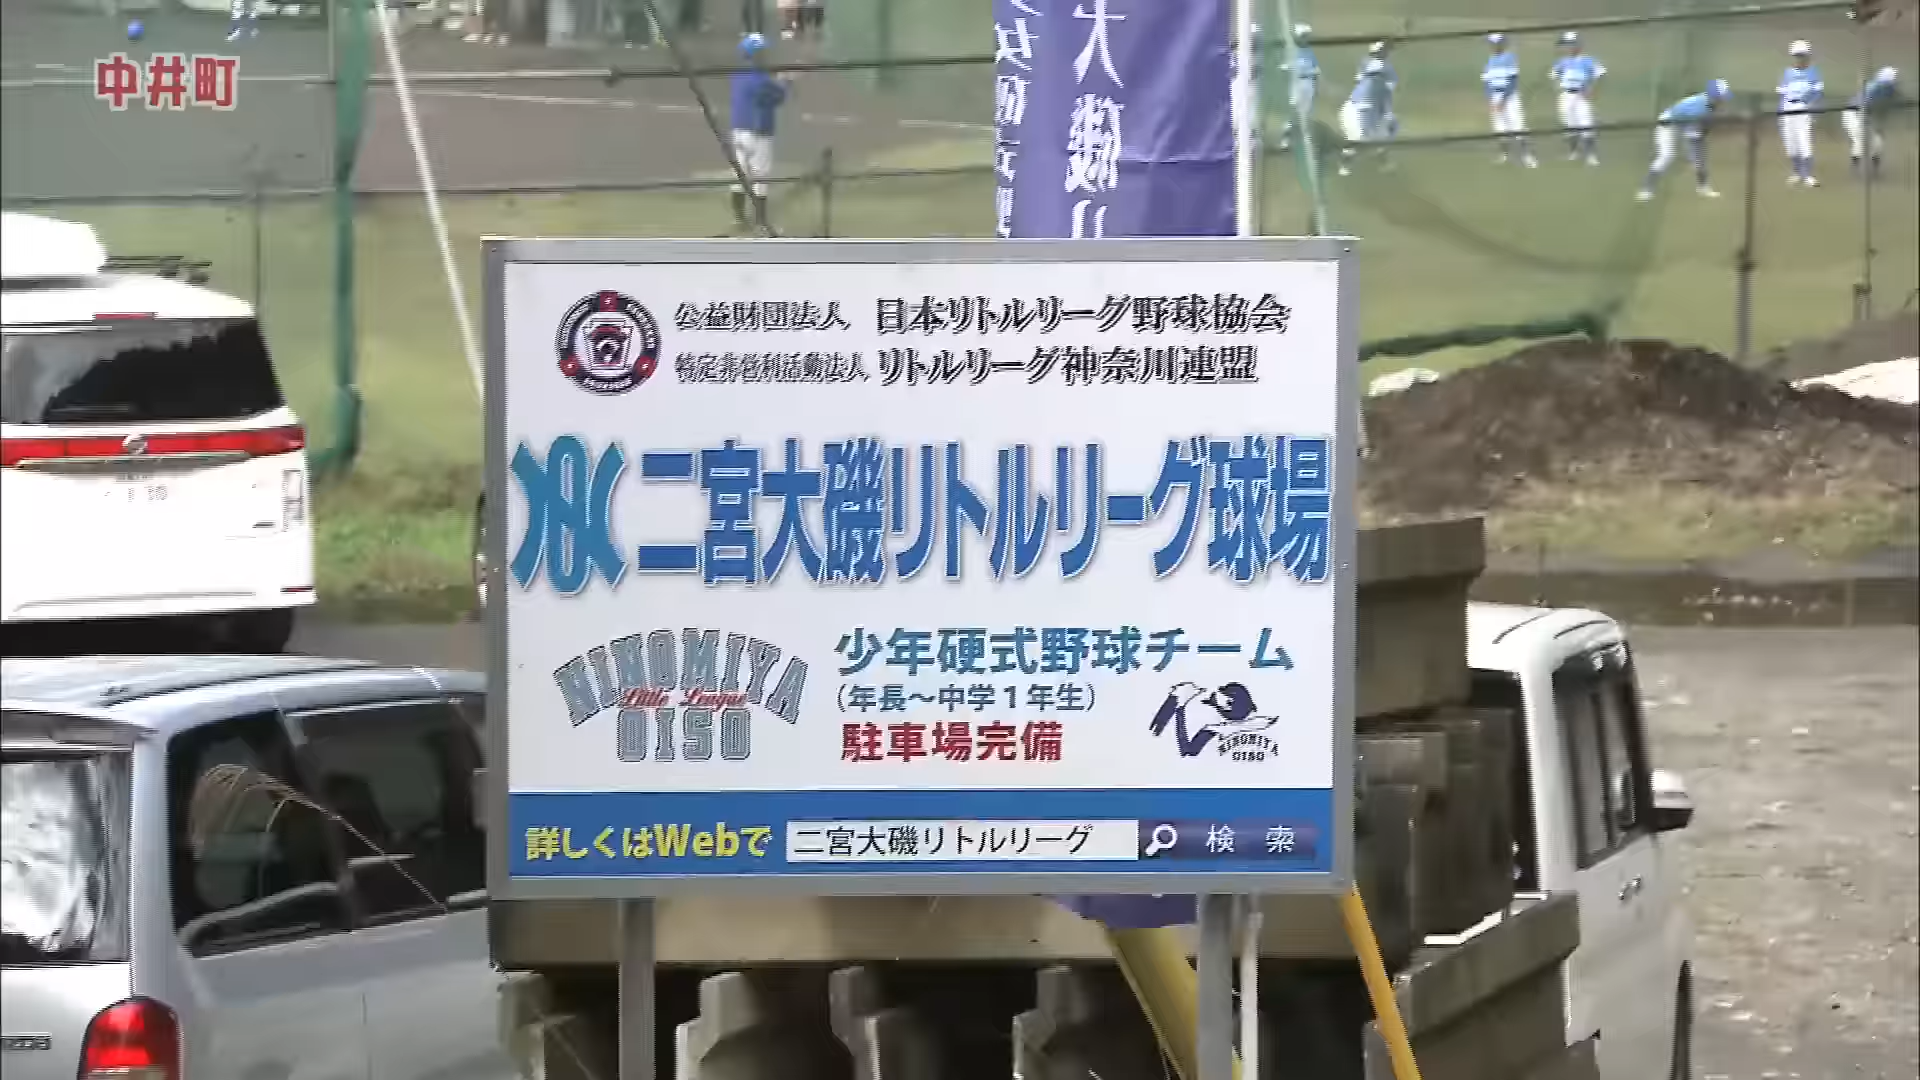 中井町
公益財団法人 日本リトルリーグ野球協会
特定非営利活動法人 リトルリーグ神奈川連盟
二宮大磯リトルリーグ球場
NINOMIYA
Little League
OISO
少年硬式野球チーム
(年長～中学1年生)
駐車場完備
NINOMIYA
OISO
詳しくはWebで 二宮大磯リトルリーグ 検索